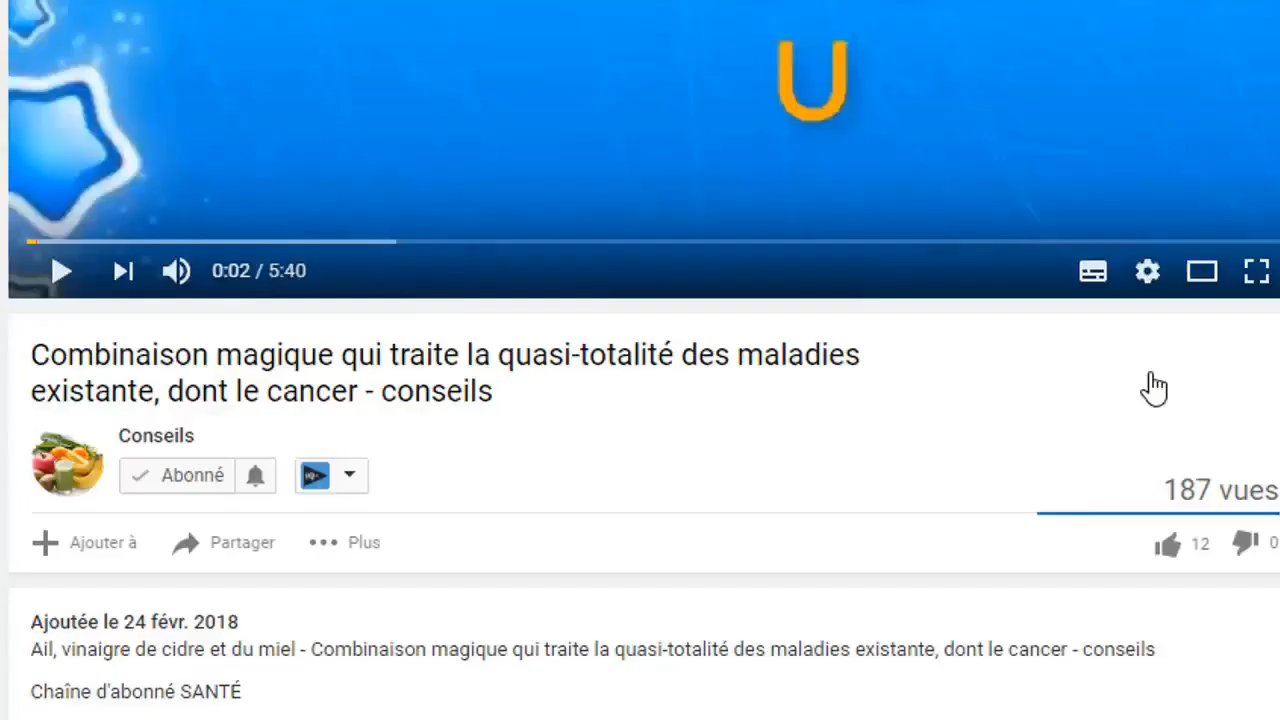 U
0:02 / 5:40
Combinaison magique qui traite la quasi-totalité des maladies
existante, dont le cancer - conseils
Conseils
Abonné
187 vues
Ajouter à
Partager
Plus
12
0
Ajoutée le 24 févr. 2018
Ail, vinaigre de cidre et du miel - Combinaison magique qui traite la quasi-totalité des maladies existante, dont le cancer - conseils
Chaîne d'abonné SANTÉ